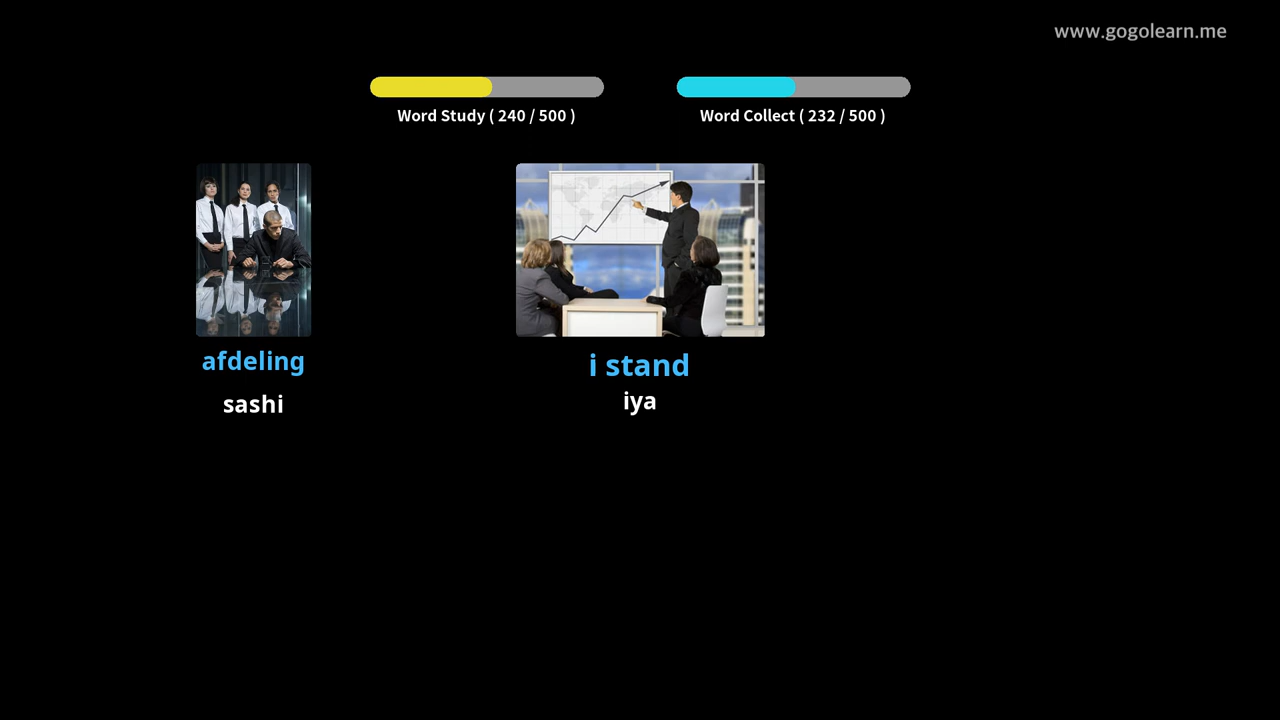 www.gogolearn.me
Word Study ( 240 / 500 )
Word Collect ( 232 / 500 )
afdeling
sashi
i stand
iya